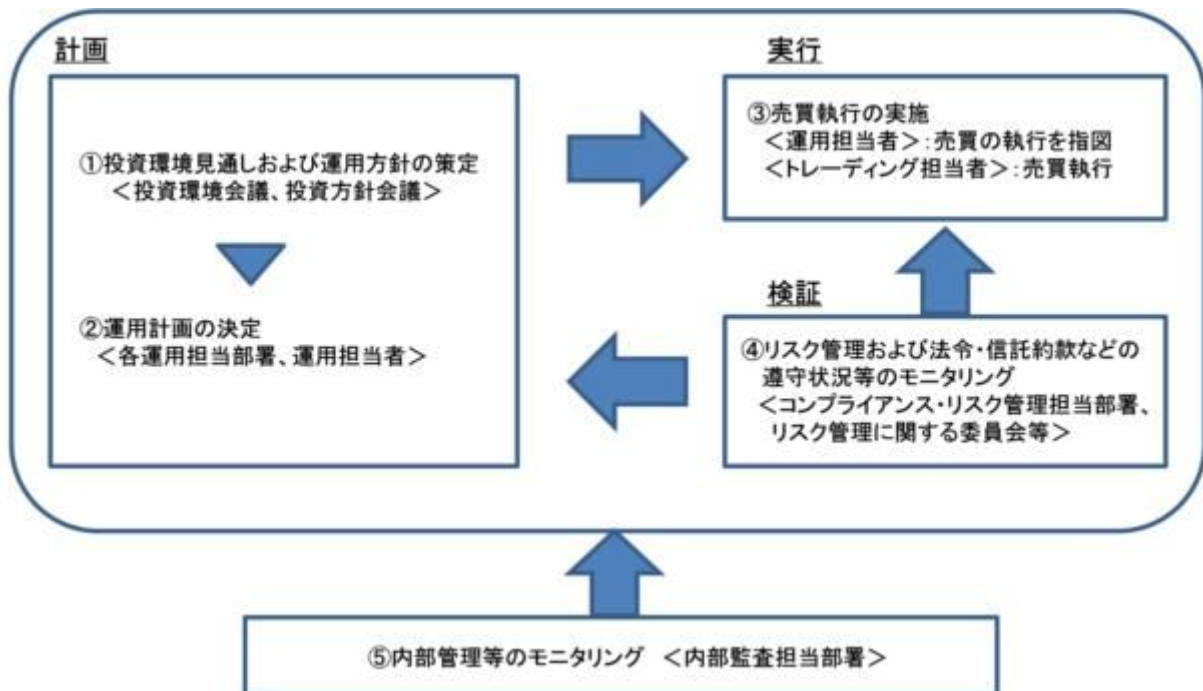 計画
①投資環境見通しおよび運用方針の策定
＜投資環境会議、投資方針会議＞
②運用計画の決定
＜各運用担当部署、運用担当者＞
実行
③売買執行の実施
＜運用担当者＞：売買の執行を指図
＜トレーディング担当者＞：売買執行
検証
④リスク管理および法令・信託約款などの
遵守状況等のモニタリング
＜コンプライアンス・リスク管理担当部署、
リスク管理に関する委員会等＞
⑤内部管理等のモニタリング　＜内部監査担当部署＞